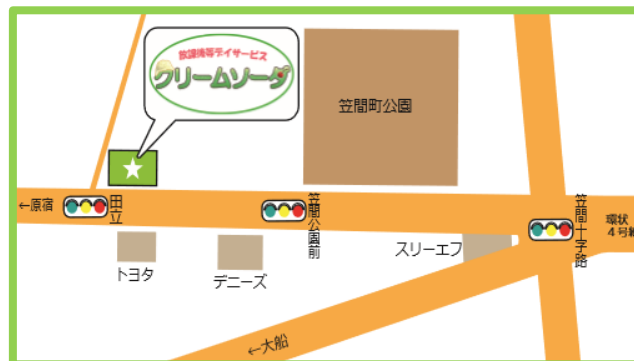 放課後等デイサービス
クリームソーダ
笠間町公園
←原宿
田立
笠間公園前
笠間十字路
環状
4号線
トヨタ
デニーズ
スリーエフ
←大船